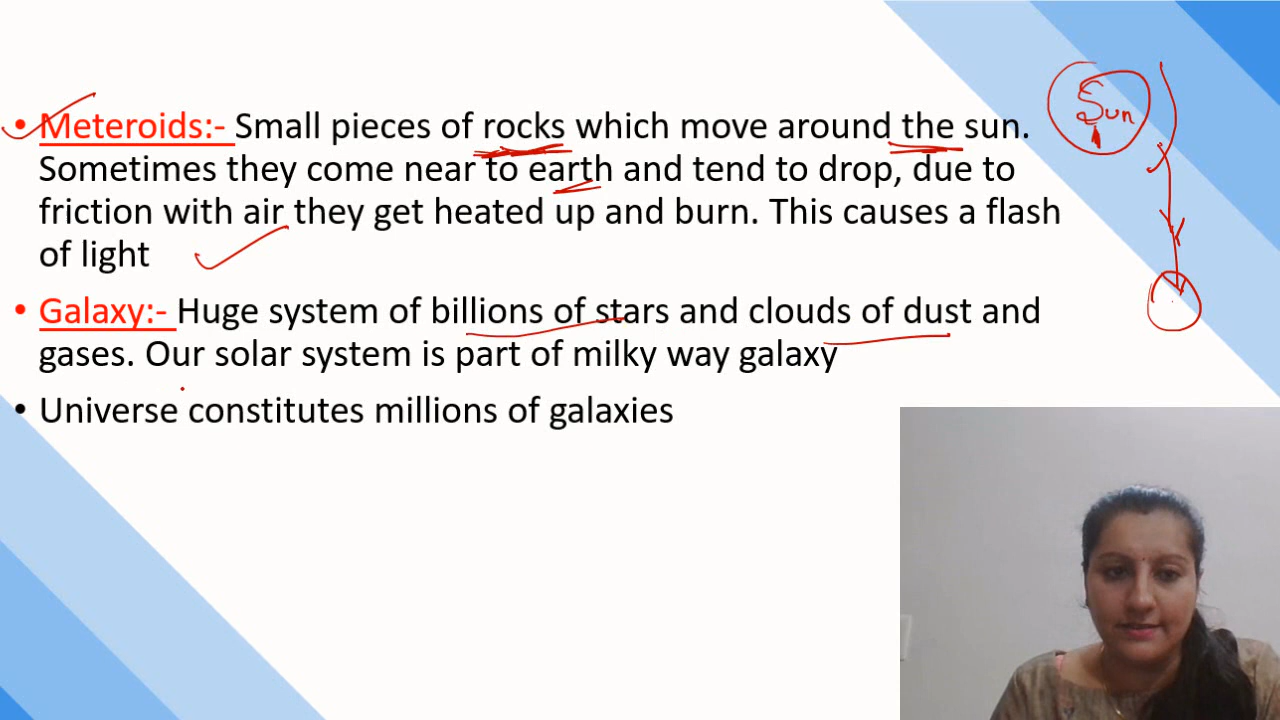 • Meteroids:- Small pieces of rocks which move around the sun.
Sometimes they come near to earth and tend to drop, due to
friction with air they get heated up and burn. This causes a flash
of light
• Galaxy:- Huge system of billions of stars and clouds of dust and
gases. Our solar system is part of milky way galaxy
• Universe constitutes millions of galaxies
Sun